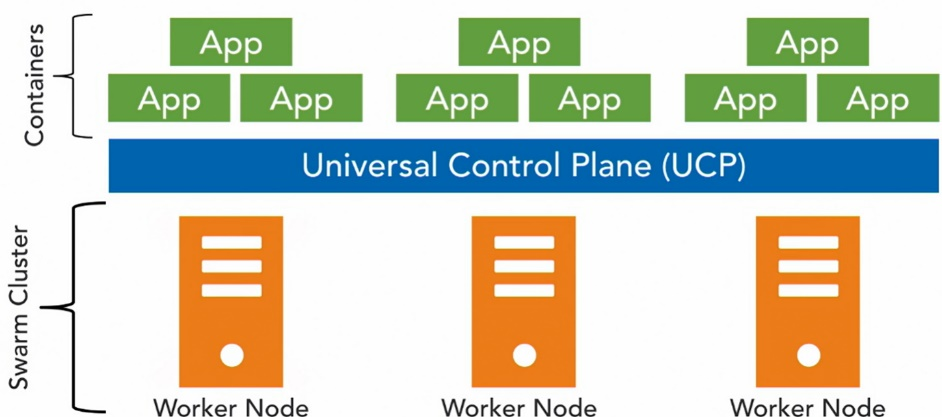 Containers
App App App
App App App App App App
Universal Control Plane (UCP)
Swarm Cluster
Worker Node Worker Node Worker Node